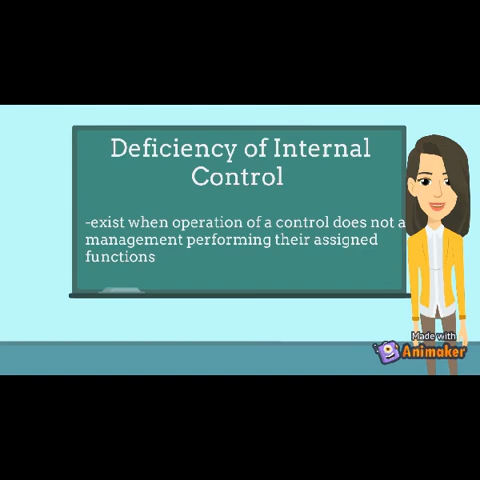 Deficiency of Internal
Control
-exist when operation of a control does not a
management performing their assigned
functions
Made with
Animaker